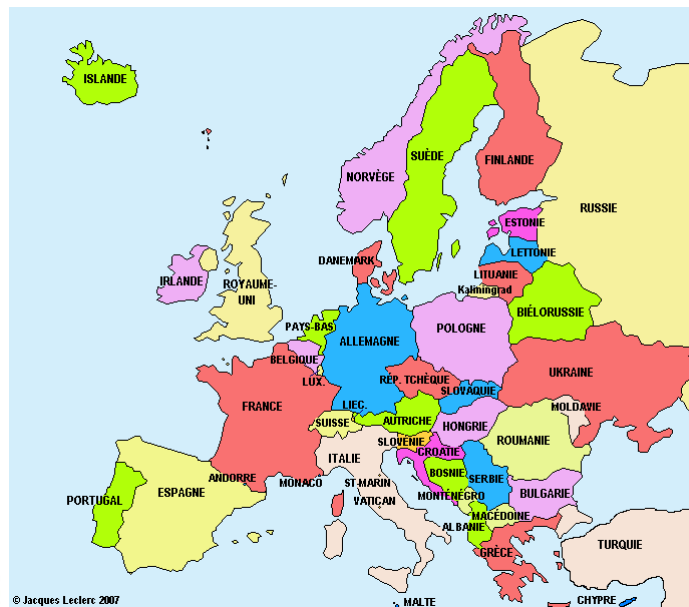 ISLANDE
SUÈDE
FINLANDE
NORVÈGE
RUSSIE
ESTONIE
LETTONIE
DANEMARK
LITUANIE
IRLANDE
ROYAUME-
UNI
Kaliningrad
BIÉLORUSSIE
PAYS-BAS
POLOGNE
ALLEMAGNE
BELGIQUE
UKRAINE
LUX.
RÉP. TCHÈQUE
SLOVAQUIE
FRANCE
LIEC.
MOLDAVIE
AUTRICHE
SUISSE
HONGRIE
ROUMANIE
SLOVÉNIE
CROATIE
ITALIE
BOSNIE
ANDORRE
SERBIE
MONACO
ST-MARIN
ESPAGNE
BULGARIE
PORTUGAL
VATICAN
MONTÉNÉGRO
MACÉDOINE
ALBANIE
TURQUIE
GRÈCE
© Jacques Leclerc 2007
MALTE
CHYPRE